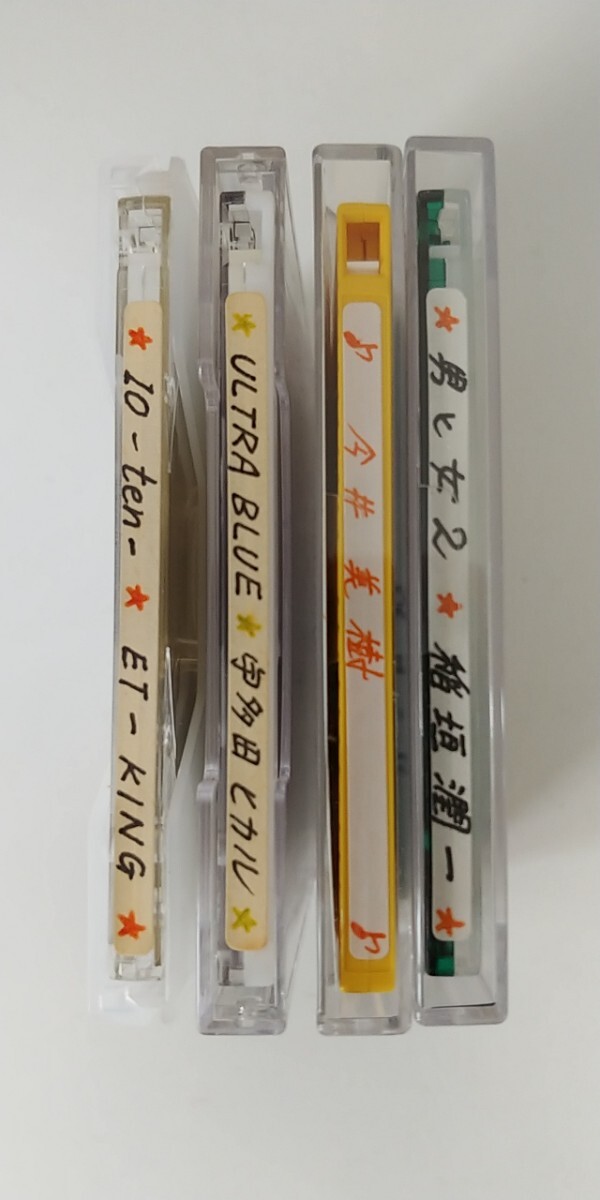 ★ 10-ten- ★ ET-KING ★
★ ULTRA BLUE ★ 宇多田ヒカル ★
♪ 今井美樹 ♪
★ 男と女2 ★ 稲垣潤一 ★